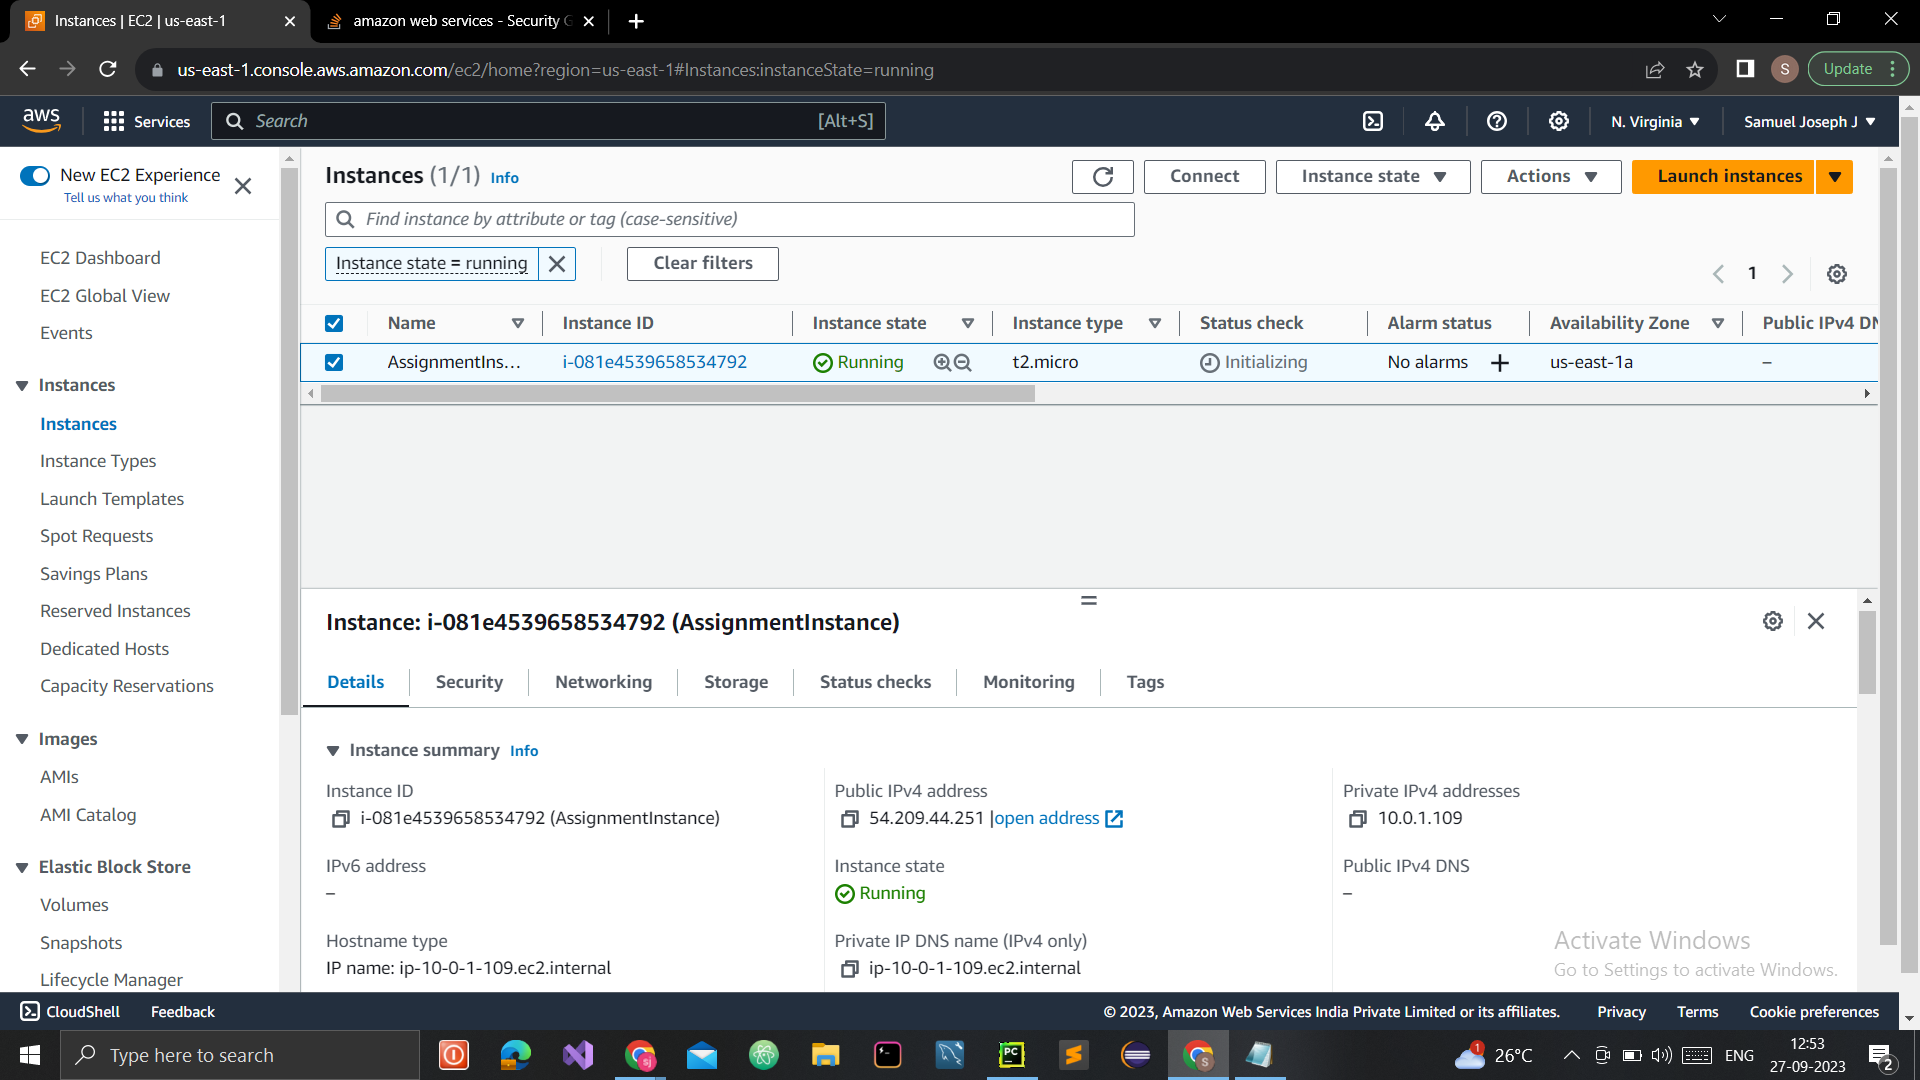 Instances | EC2 | us-east-1
amazon web services - Security G
us-east-1.console.aws.amazon.com/ec2/home?region=us-east-1#Instances:instanceState=running
S
Update
aws
Services
Search
[Alt+S]
N. Virginia
Samuel Joseph J
New EC2 Experience
Tell us what you think
EC2 Dashboard
EC2 Global View
Events
Instances
Instances
Instance Types
Launch Templates
Spot Requests
Savings Plans
Reserved Instances
Dedicated Hosts
Capacity Reservations
Images
AMIs
AMI Catalog
Elastic Block Store
Volumes
Snapshots
Lifecycle Manager
Instances (1/1) Info
Connect
Instance state
Actions
Launch instances
Find instance by attribute or tag (case-sensitive)
Instance state = running
Clear filters
1
Name Instance ID Instance state Instance type Status check Alarm status Availability Zone Public IPv4 DN
AssignmentIns... i-081e4539658534792 Running t2.micro Initializing No alarms + us-east-1a –
Instance: i-081e4539658534792 (AssignmentInstance)
Details Security Networking Storage Status checks Monitoring Tags
Instance summary Info
Instance ID
i-081e4539658534792 (AssignmentInstance)
Public IPv4 address
54.209.44.251 |open address
Private IPv4 addresses
10.0.1.109
IPv6 address
–
Instance state
Running
Public IPv4 DNS
–
Hostname type
IP name: ip-10-0-1-109.ec2.internal
Private IP DNS name (IPv4 only)
ip-10-0-1-109.ec2.internal
Activate Windows
Go to Settings to activate Windows.
CloudShell
Feedback
© 2023, Amazon Web Services India Private Limited or its affiliates.
Privacy
Terms
Cookie preferences
Type here to search
sj
PC
S
1
26°C
ENG
12:53
27-09-2023
2